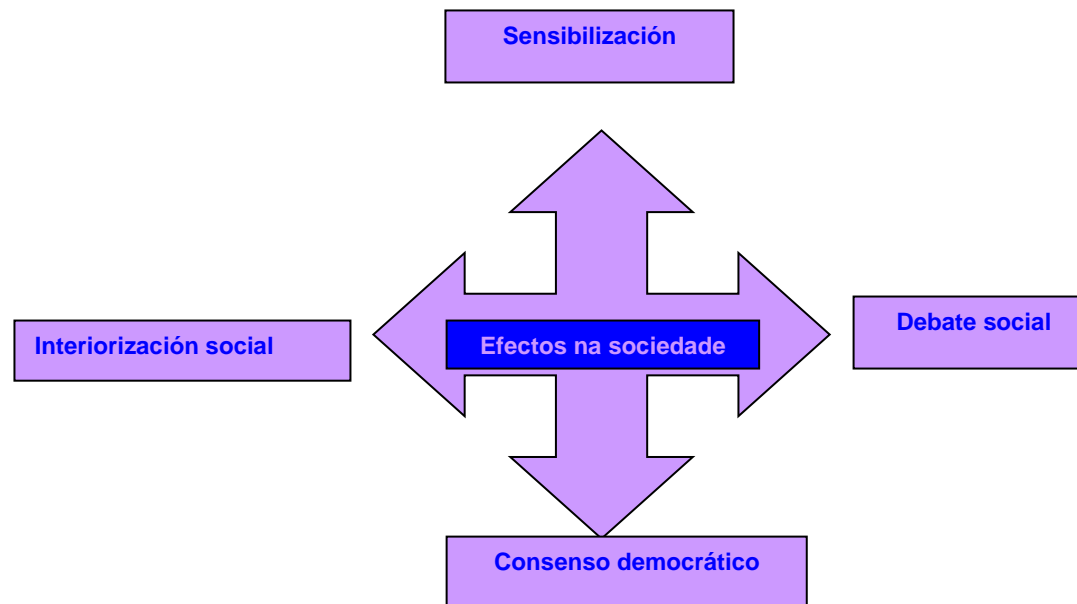 Sensibilización
Debate social
Interiorización social
Efectos na sociedade
Consenso democrático